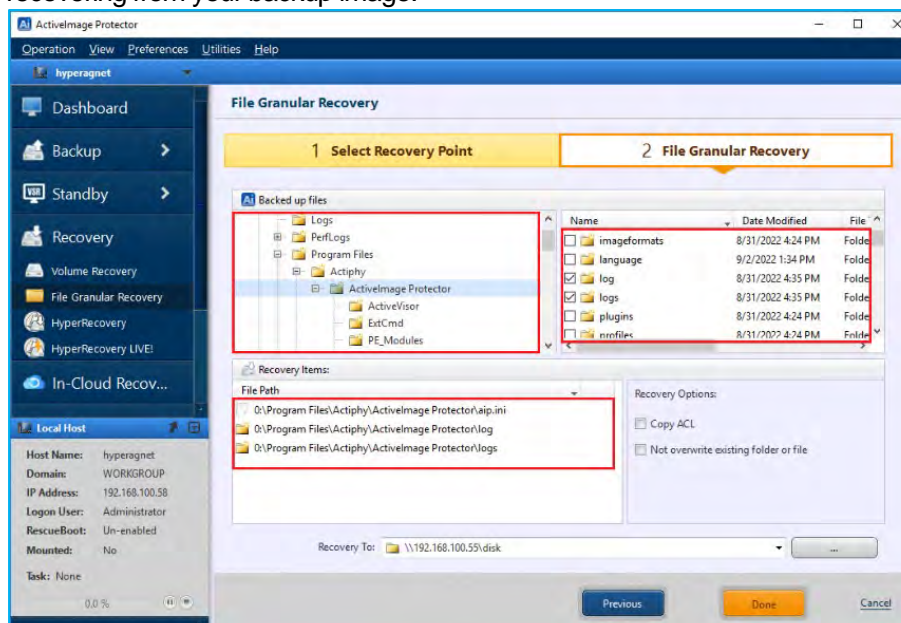 recovering from your backup image.
ActiveImage Protector
Operation View Preferences Utilities Help
hyperagnet
Dashboard
Backup
Standby
Recovery
Volume Recovery
File Granular Recovery
HyperRecovery
HyperRecovery LIVE!
In-Cloud Recov...
Local Host
Host Name: hyperagnet
Domain: WORKGROUP
IP Address: 192.168.100.58
Logon User: Administrator
RescueBoot: Un-enabled
Mounted: No
Task: None
0.0 %
File Granular Recovery
1 Select Recovery Point
2 File Granular Recovery
Backed up files
Logs
PerfLogs
Program Files
Actiphy
ActiveImage Protector
ActiveVisor
ExtCmd
PE_Modules
Name Date Modified File
imageformats 8/31/2022 4:24 PM Folde
language 9/2/2022 1:34 PM Folde
log 8/31/2022 4:35 PM Folde
logs 8/31/2022 4:35 PM Folde
plugins 8/31/2022 4:24 PM Folde
profiles 8/31/2022 4:24 PM Folde
Recovery Items:
File Path
0:\Program Files\Actiphy\ActiveImage Protector\aip.ini
0:\Program Files\Actiphy\ActiveImage Protector\log
0:\Program Files\Actiphy\ActiveImage Protector\logs
Recovery Options:
Copy ACL
Not overwrite existing folder or file
Recovery To: \\192.168.100.55\disk
...
Previous
Done
Cancel